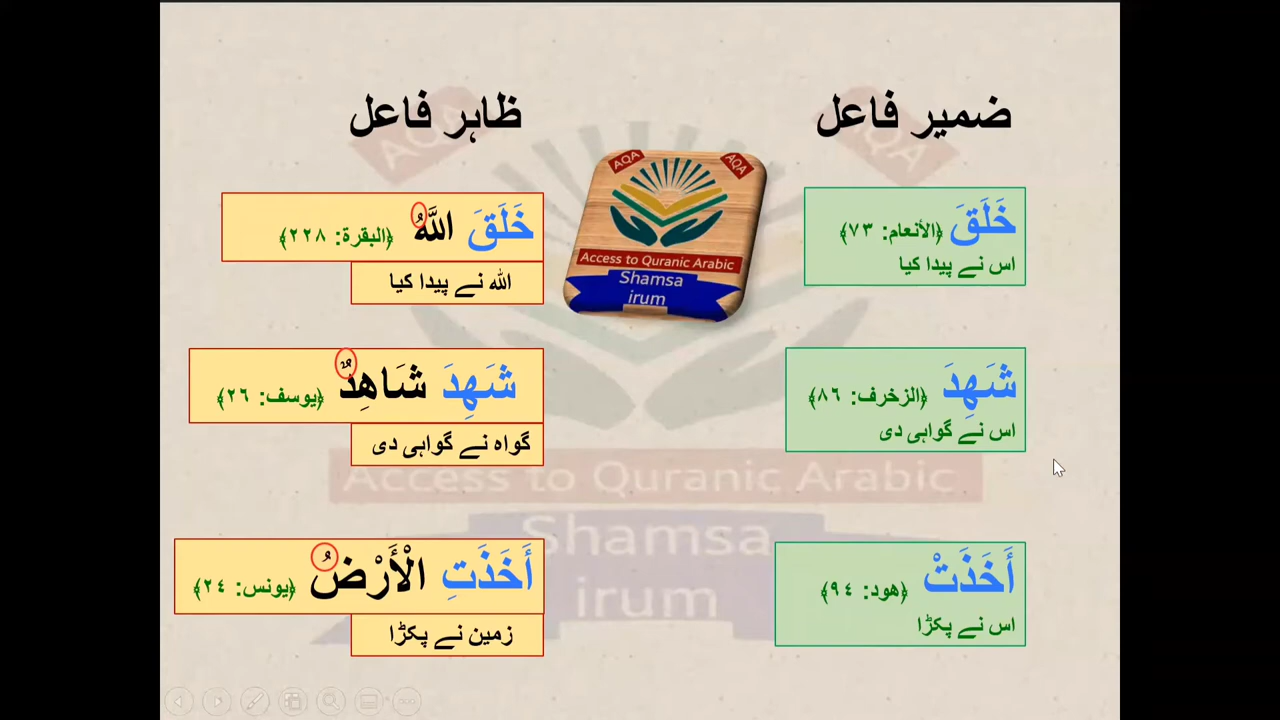 ضمیر فاعل
ظاہر فاعل
خَلَقَ ﴿الأنعام: ٧٣﴾
اس نے پیدا کیا
خَلَقَ اللَّهُ ﴿البقرة: ٢٢٨﴾
اللہ نے پیدا کیا
شَهِدَ ﴿الزخرف: ٨٦﴾
اس نے گواہی دی
شَهِدَ شَاهِدٌ ﴿يوسف: ٢٦﴾
گواہ نے گواہی دی
أَخَذَتْ ﴿هود: ٩٤﴾
اس نے پکڑا
أَخَذَتِ الْأَرْضُ ﴿يونس: ٢٤﴾
زمین نے پکڑا
AQA
AQA
Access to Quranic Arabic
Shamsa
irum
AQA
AQA
Access to Quranic Arabic
Shamsa
irum